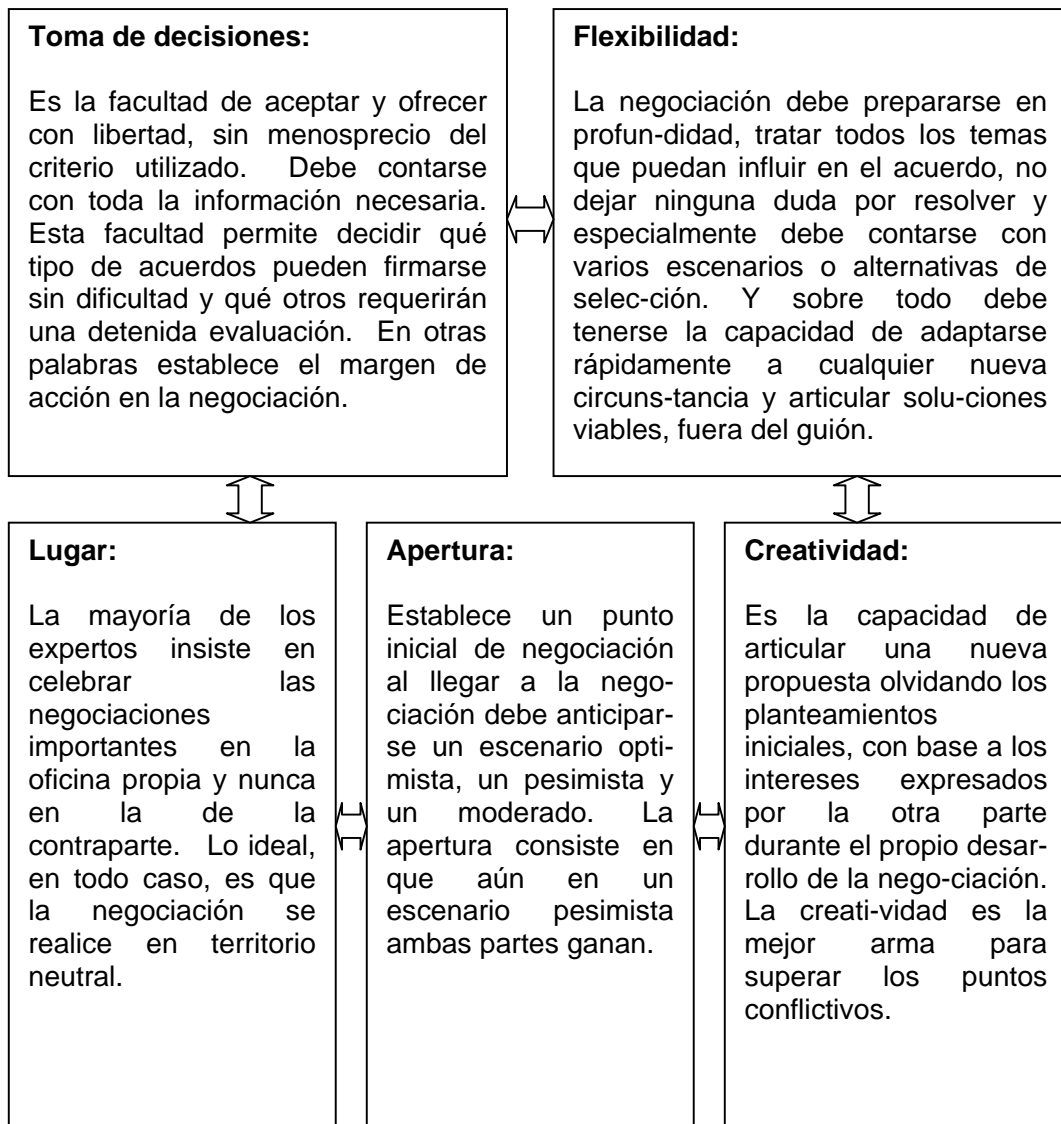 Toma de decisiones:
Es la facultad de aceptar y ofrecer
con libertad, sin menosprecio del
criterio utilizado. Debe contarse
con toda la información necesaria.
Esta facultad permite decidir qué
tipo de acuerdos pueden firmarse
sin dificultad y qué otros requerirán
una detenida evaluación. En otras
palabras establece el margen de
acción en la negociación.
Flexibilidad:
La negociación debe prepararse en
profun-didad, tratar todos los temas
que puedan influir en el acuerdo, no
dejar ninguna duda por resolver y
especialmente debe contarse con
varios escenarios o alternativas de
selec-ción. Y sobre todo debe
tenerse la capacidad de adaptarse
rápidamente a cualquier nueva
circuns-tancia y articular solu-ciones
viables, fuera del guión.
Lugar:
La mayoría de los
expertos insiste en
celebrar las
negociaciones
importantes en la
oficina propia y nunca
en la de la
contraparte. Lo ideal,
en todo caso, es que
la negociación se
realice en territorio
neutral.
Apertura:
Establece un punto
inicial de negociación
al llegar a la nego-
ciación debe anticipar-
se un escenario opti-
mista, un pesimista y
un moderado. La
apertura consiste en
que aún en un
escenario pesimista
ambas partes ganan.
Creatividad:
Es la capacidad de
articular una nueva
propuesta olvidando los
planteamientos
iniciales, con base a los
intereses expresados
por la otra parte
durante el propio desar-
rollo de la nego-ciación.
La creati-vidad es la
mejor arma para
superar los puntos
conflictivos.